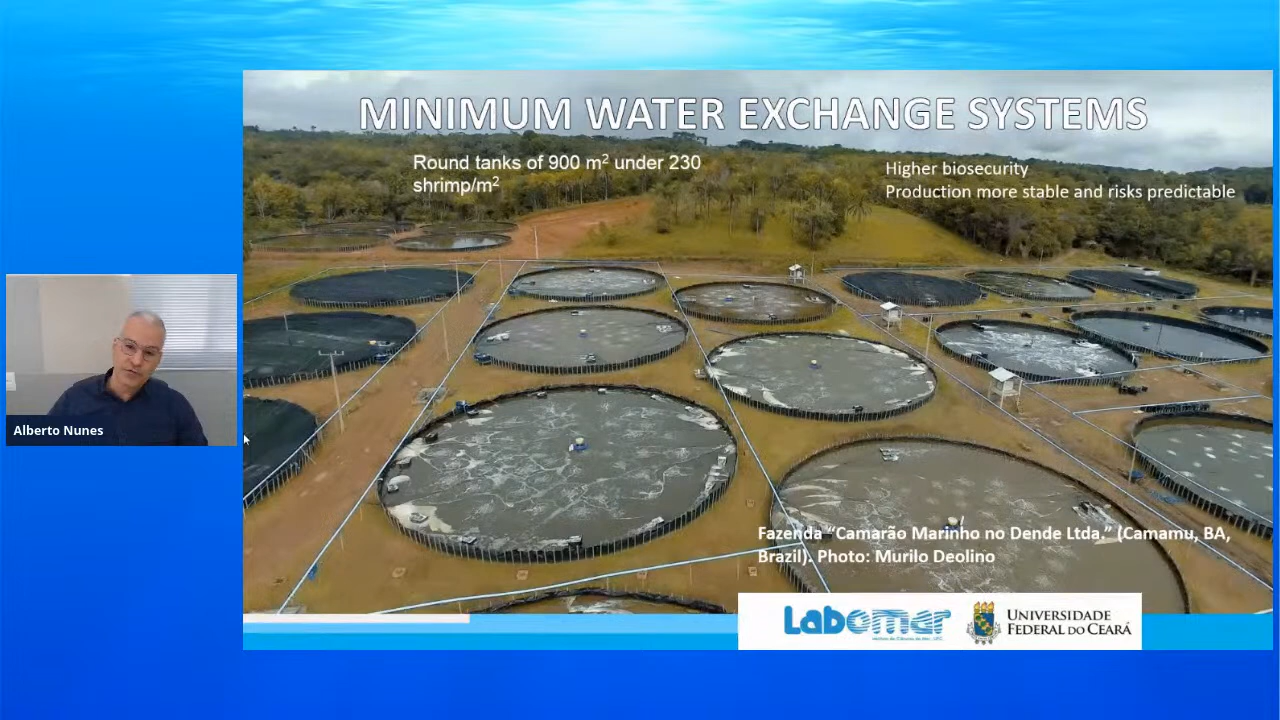 MINIMUM WATER EXCHANGE SYSTEMS
Round tanks of 900 m² under 230
shrimp/m²
Higher biosecurity
Production more stable and risks predictable
Alberto Nunes
Fazenda “Camarão Marinho no Dende Ltda.” (Camamu, BA,
Brazil). Photo: Murilo Deolino
Labomar
UNIVERSIDADE
FEDERAL DO CEARÁ